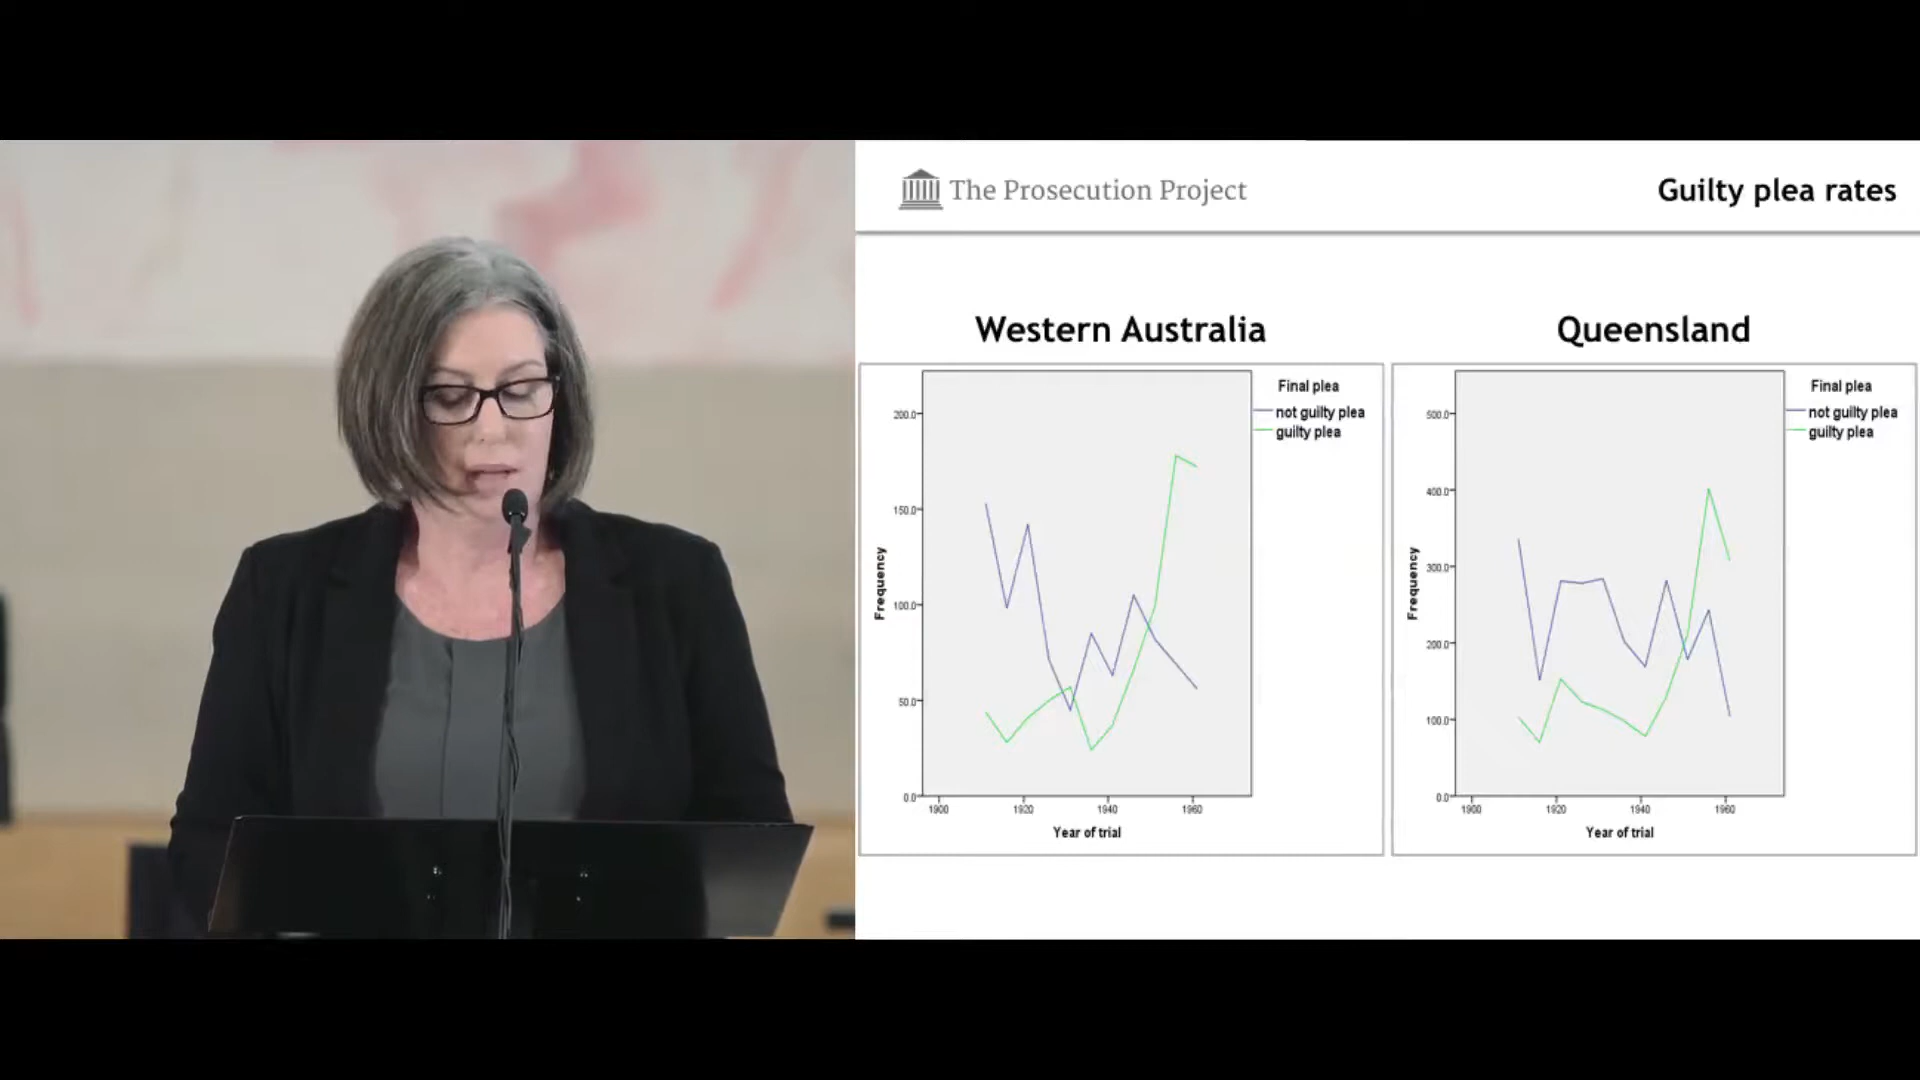 The Prosecution Project
Guilty plea rates
Western Australia
Queensland
Final plea
not guilty plea
guilty plea
200.0
150.0
100.0
50.0
0.0
Frequency
1900
1920
1940
1960
Year of trial
Final plea
not guilty plea
guilty plea
500.0
400.0
300.0
200.0
100.0
0.0
Frequency
1900
1920
1940
1960
Year of trial